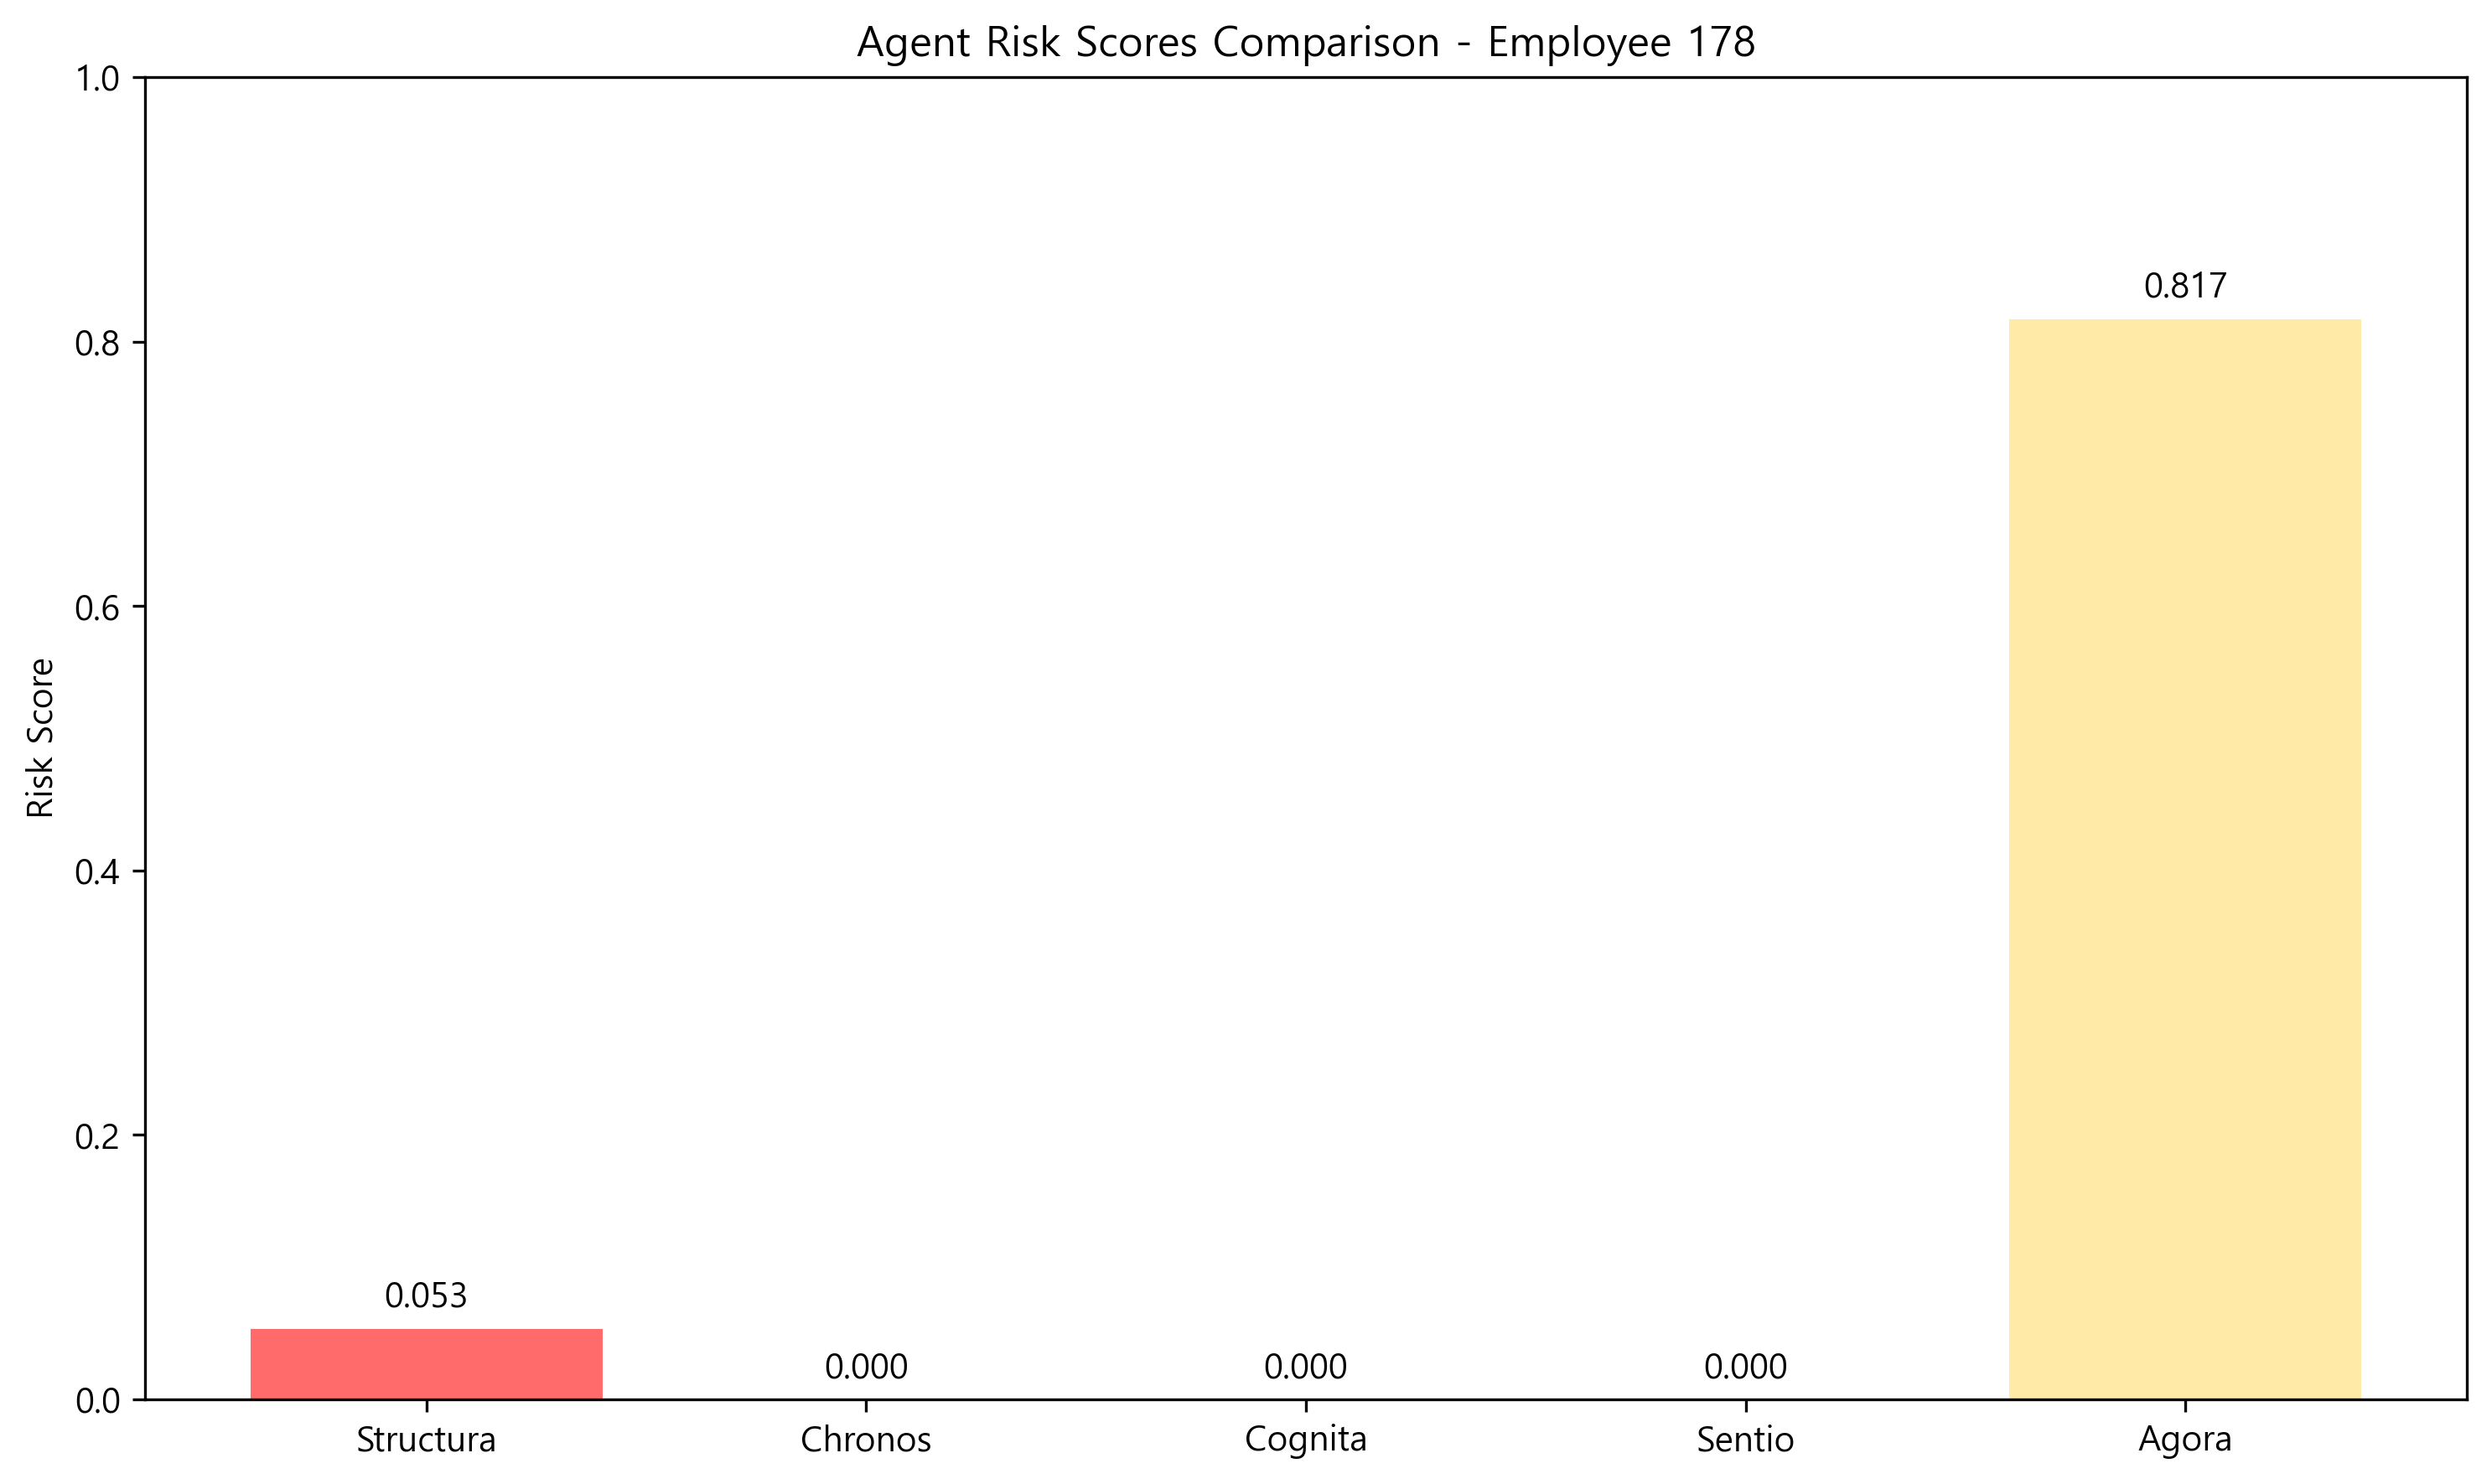 Agent Risk Scores Comparison - Employee 178
Risk Score
1.0
0.8
0.6
0.4
0.2
0.0
0.053
0.000
0.000
0.000
0.817
Structura
Chronos
Cognita
Sentio
Agora